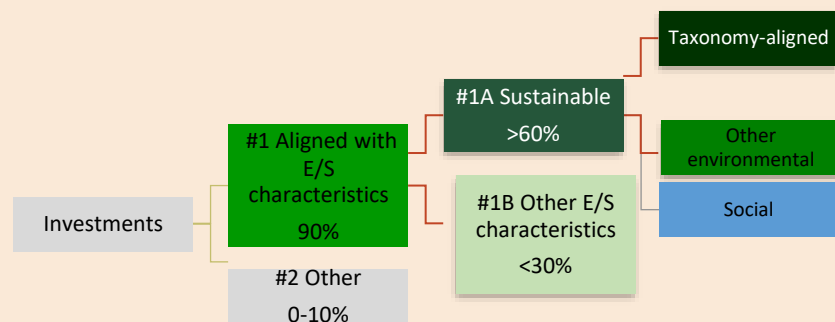 Taxonomy-aligned
#1A Sustainable
>60%
#1 Aligned with
E/S
characteristics
90%
Other
environmental
Investments
#1B Other E/S
characteristics
<30%
Social
#2 Other
0-10%